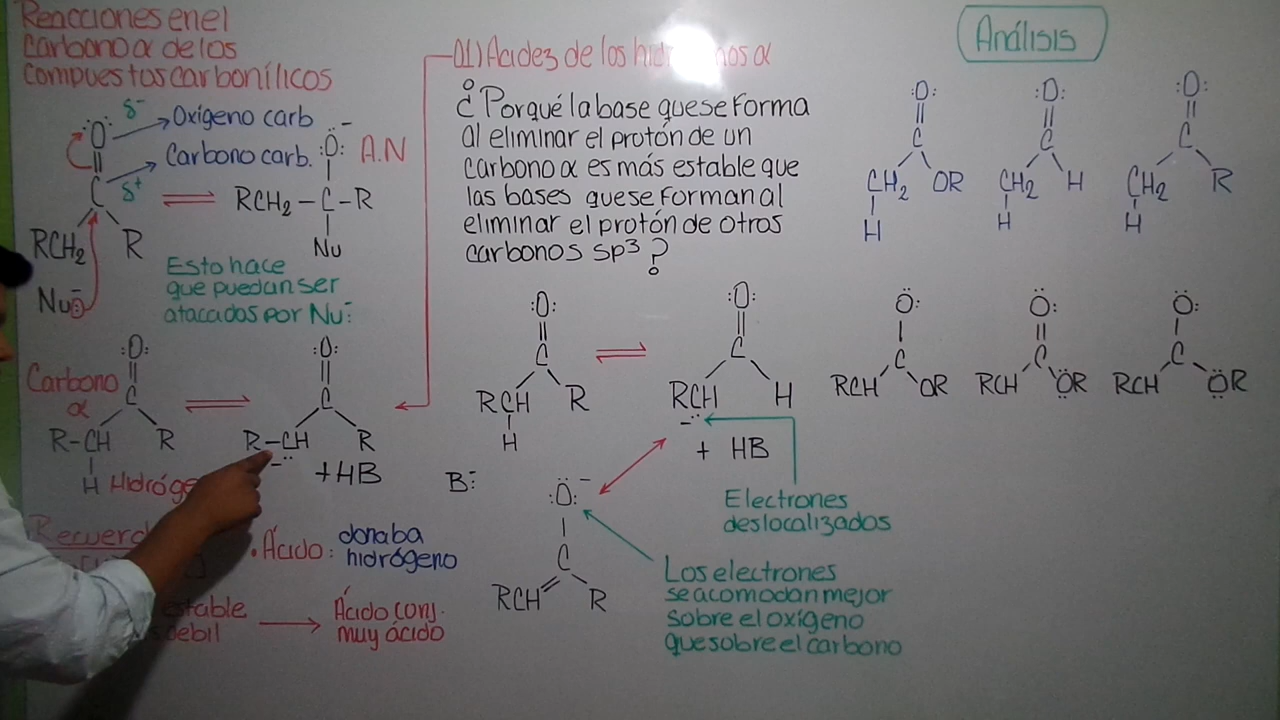 Reacciones en el
Carbono α de los
Compuestos carbonílicos
δ⁻
:O:
Oxígeno carb
C
δ⁺
Carbono carb.
RCH₂
R
Nu:⁻
⇌
:Ö:⁻
A.N
RCH₂–C–R
Nu
Esto hace
que puedan ser
atacados por Nu:⁻
Carbono
α
:O:
C
R-CH
R
H
⇌
:O:
C
R-CH
R
-..
+HB
• Ácido: donaba
hidrógeno
→ Ácido conj.
muy ácido
01) Acidez de los
α
¿Porqué la base que se forma
al eliminar el protón de un
carbono α es más estable que
las bases que se forman al
eliminar el protón de otros
carbonos sp³?
:O:
C
RCH
R
H
B:⁻
⇌
:O:
C
RCH
H
-..
+ HB
Electrones
deslocalizados
:Ö:⁻
C
RCH
R
Los electrones
se acomodan mejor
sobre el oxígeno
que sobre el carbono
Análisis
:O:
C
CH₂ OR
H
:O:
C
CH₂ H
H
:O:
C
CH₂ R
H
Ö:
C
RCH OR
Ö:
C
RCH ÖR
Ö:
C
RCH ÖR